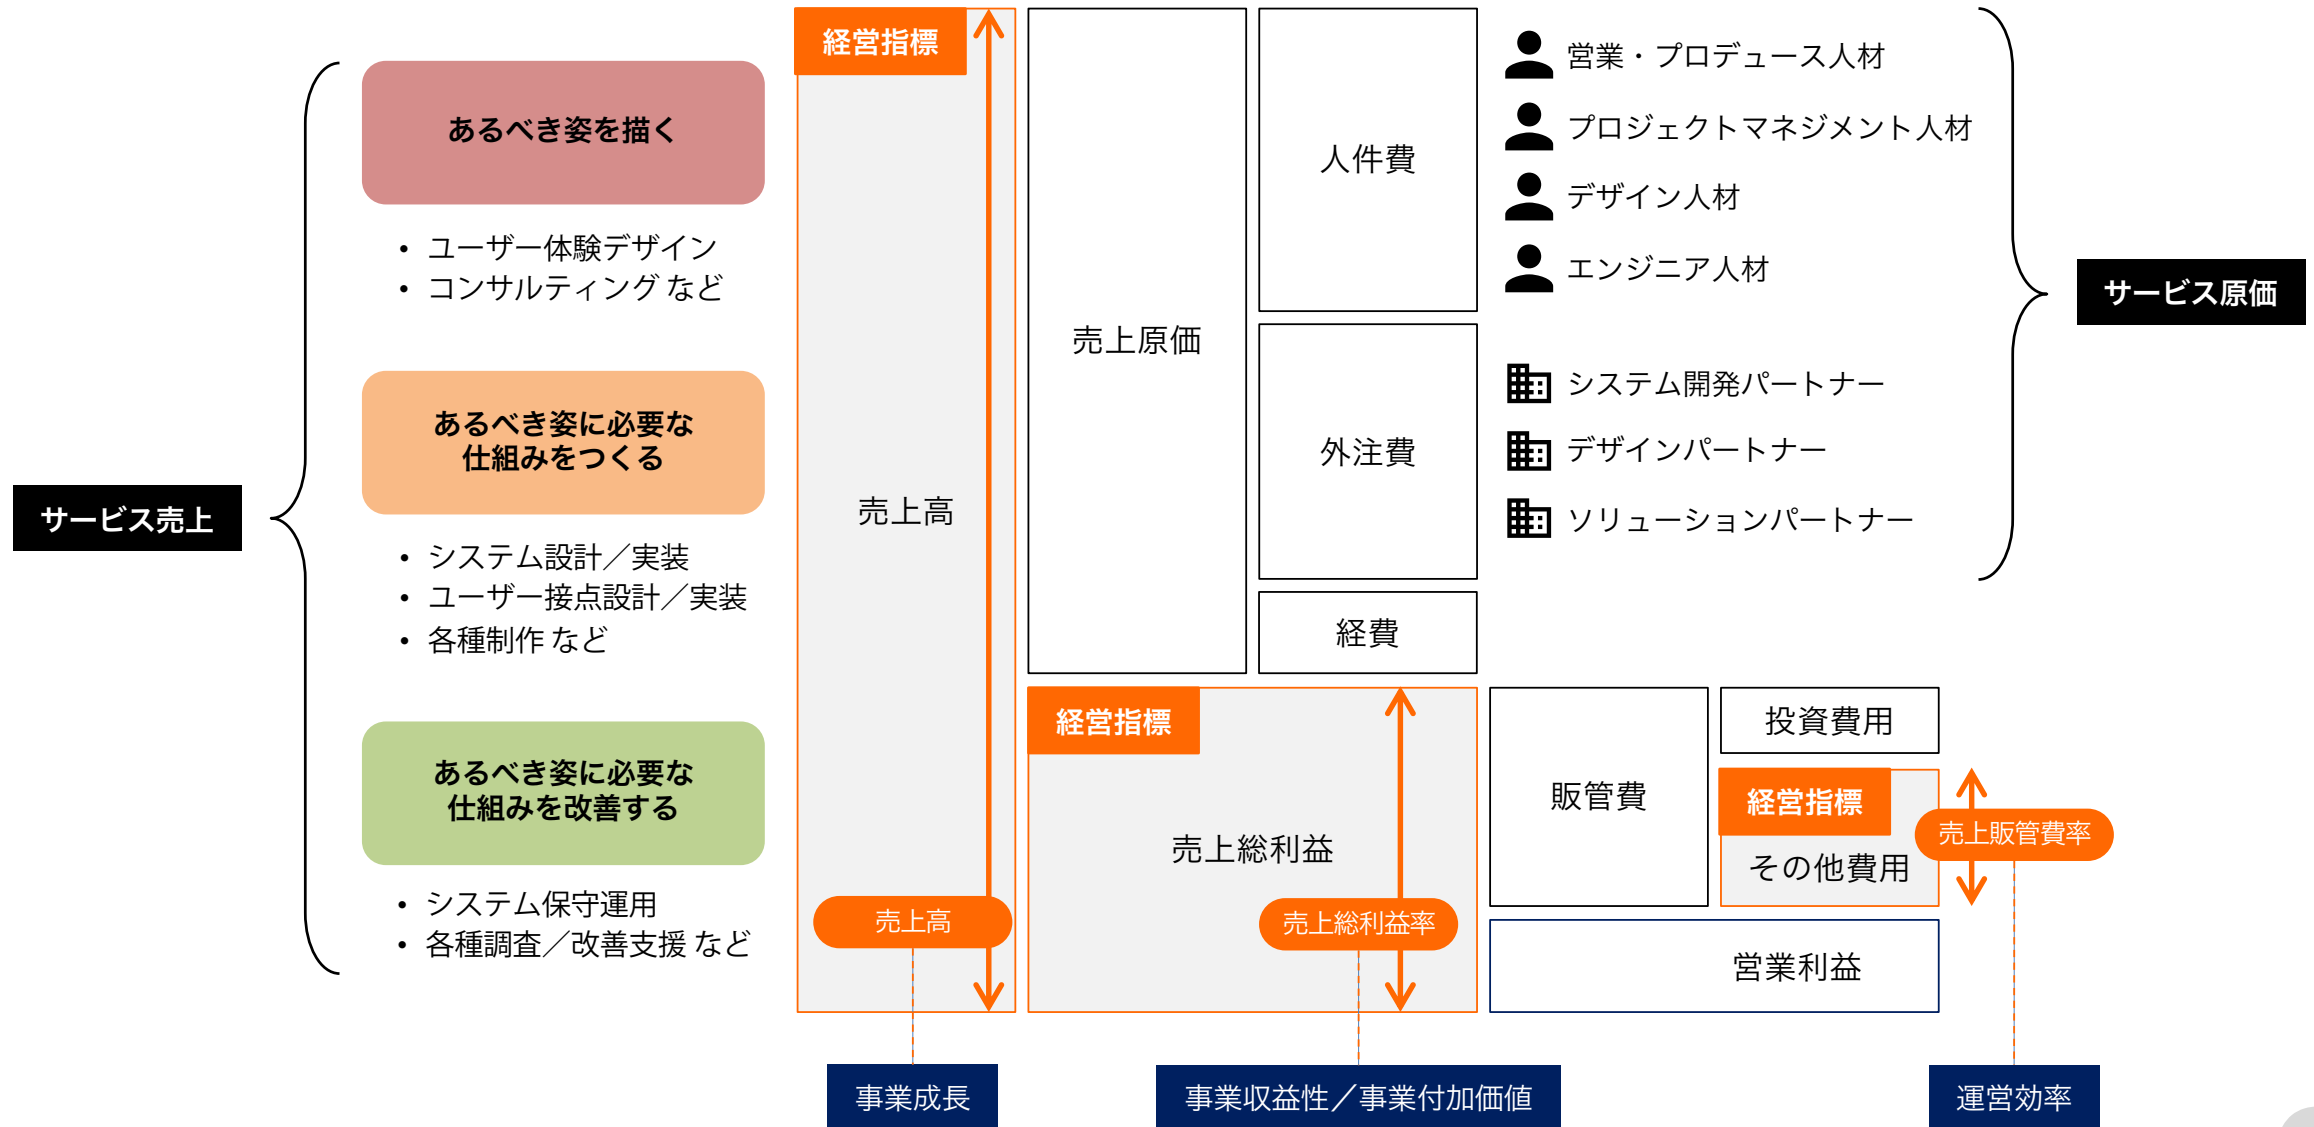 サービス売上
あるべき姿を描く
• ユーザー体験デザイン
• コンサルティング など
あるべき姿に必要な
仕組みをつくる
• システム設計／実装
• ユーザー接点設計／実装
• 各種制作 など
あるべき姿に必要な
仕組みを改善する
• システム保守運用
• 各種調査／改善支援 など
経営指標
売上高
売上高
事業成長
売上原価
人件費
外注費
経費
営業・プロデュース人材
プロジェクトマネジメント人材
デザイン人材
エンジニア人材
システム開発パートナー
デザインパートナー
ソリューションパートナー
サービス原価
経営指標
売上総利益
売上総利益率
事業収益性／事業付加価値
販管費
投資費用
経営指標
その他費用
売上販管費率
営業利益
運営効率